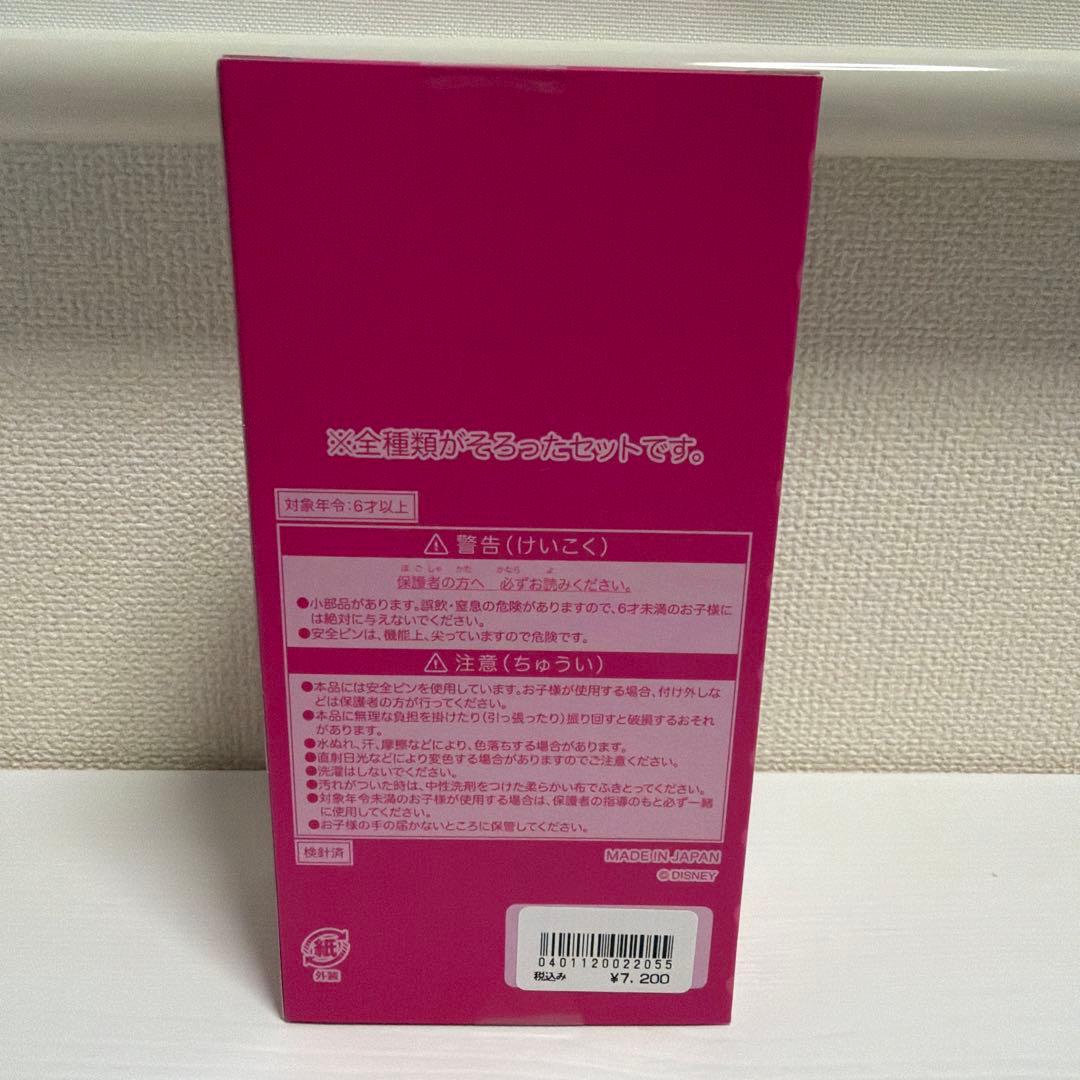 ※全種類がそろったセットです。
対象年令:6才以上
⚠ 警告(けいこく)
ほごしゃ かた かなら よ
保護者の方へ 必ずお読みください。
●小部品があります。誤飲・窒息の危険がありますので、6才未満のお子様に
は絶対に与えないでください。
●安全ピンは、機能上、尖っていますので危険です。
⚠ 注意(ちゅうい)
●本品には安全ピンを使用しています。お子様が使用する場合、付け外しな
どは保護者の方が行ってください。
●本品に無理な負担を掛けたり(引っ張ったり)振り回すと破損するおそれ
があります。
●水ぬれ、汗、摩擦などにより、色落ちする場合があります。
●直射日光などにより変色する場合がありますのでご注意ください。
●洗濯はしないでください。
●汚れがついた時は、中性洗剤をつけた柔らかい布でふきとってください。
●対象年令未満のお子様が使用する場合は、保護者の指導のもと必ず一緒
に使用してください。
●お子様の手の届かないところに保管してください。
検針済
MADE IN JAPAN
© DISNEY
紙
外装
0401120022055
税込み ¥7,200